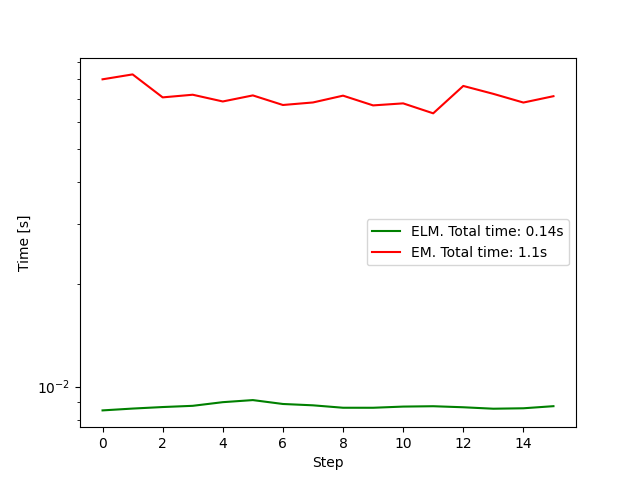 Time [s]
10⁻²
ELM. Total time: 0.14s
EM. Total time: 1.1s
0 2 4 6 8 10 12 14
Step